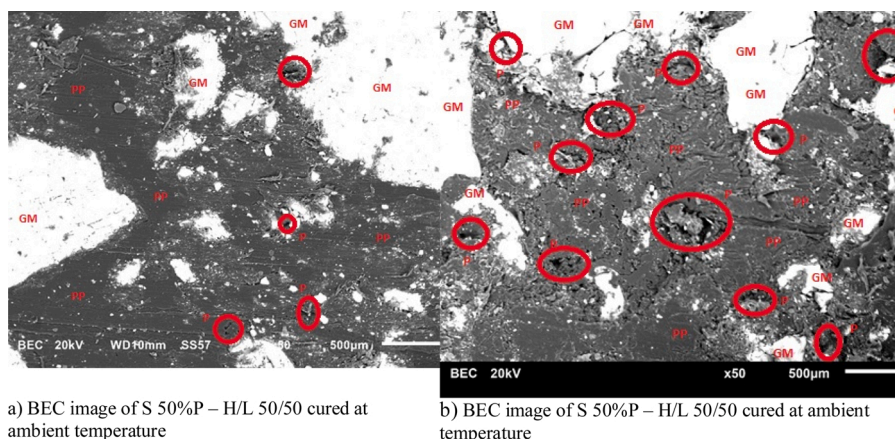 GM
GM
GM
PP
PP
GM
PP
P
PP
P
P
BEC 20kV WD10mm SS57 50 500µm
GM
GM
GM
GM
P
P
PP
P
P
P
PP
GM
PP
P
PP
GM
PP
P
P
GM
P
P
PP
GM
BEC 20kV x50 500µm
a) BEC image of S 50%P – H/L 50/50 cured at
ambient temperature
b) BEC image of S 50%P – H/L 50/50 cured at ambient
temperature